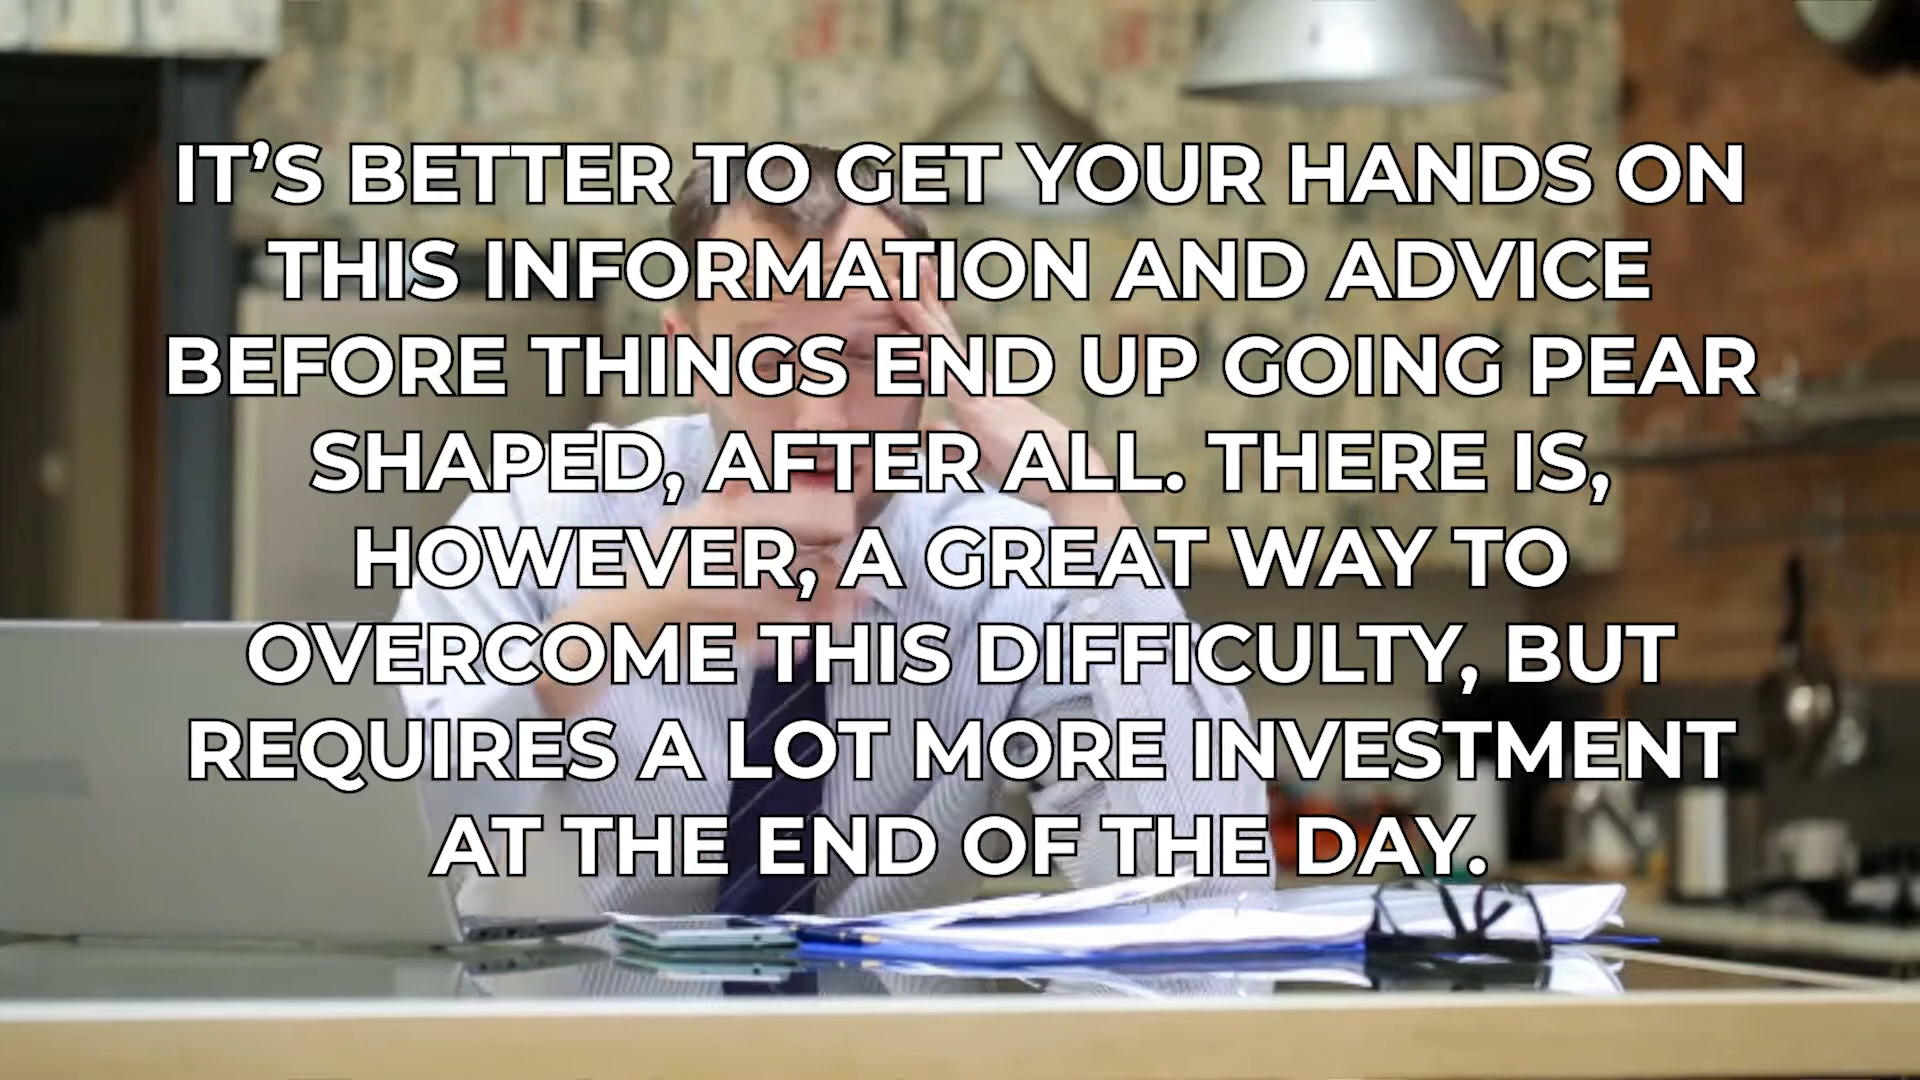 IT’S BETTER TO GET YOUR HANDS ON
THIS INFORMATION AND ADVICE
BEFORE THINGS END UP GOING PEAR
SHAPED, AFTER ALL. THERE IS,
HOWEVER, A GREAT WAY TO
OVERCOME THIS DIFFICULTY, BUT
REQUIRES A LOT MORE INVESTMENT
AT THE END OF THE DAY.